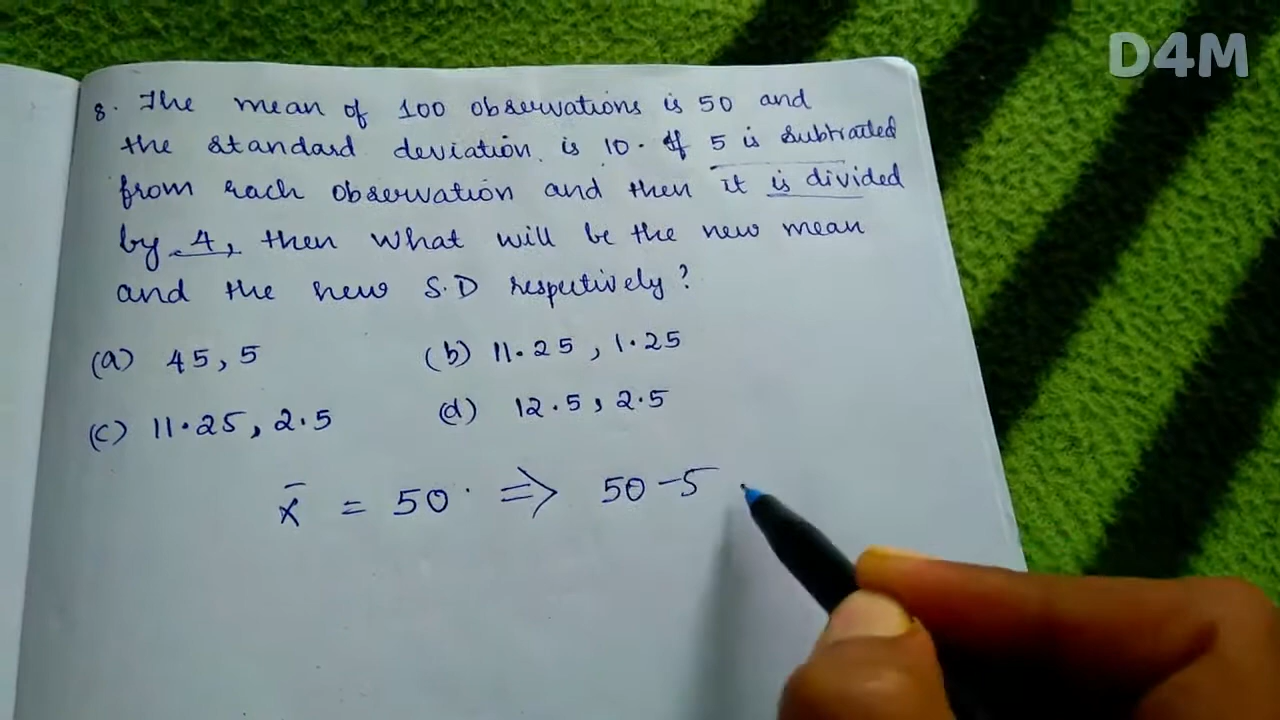 D4M
8. The mean of 100 observations is 50 and
the standard deviation is 10. If 5 is subtracted
from each observation and then it is divided
by 4, then what will be the new mean
and the new S.D respectively?
(a) 45, 5 (b) 11.25, 1.25
(c) 11.25, 2.5 (d) 12.5, 2.5
x̄ = 50 ⇒ 50-5